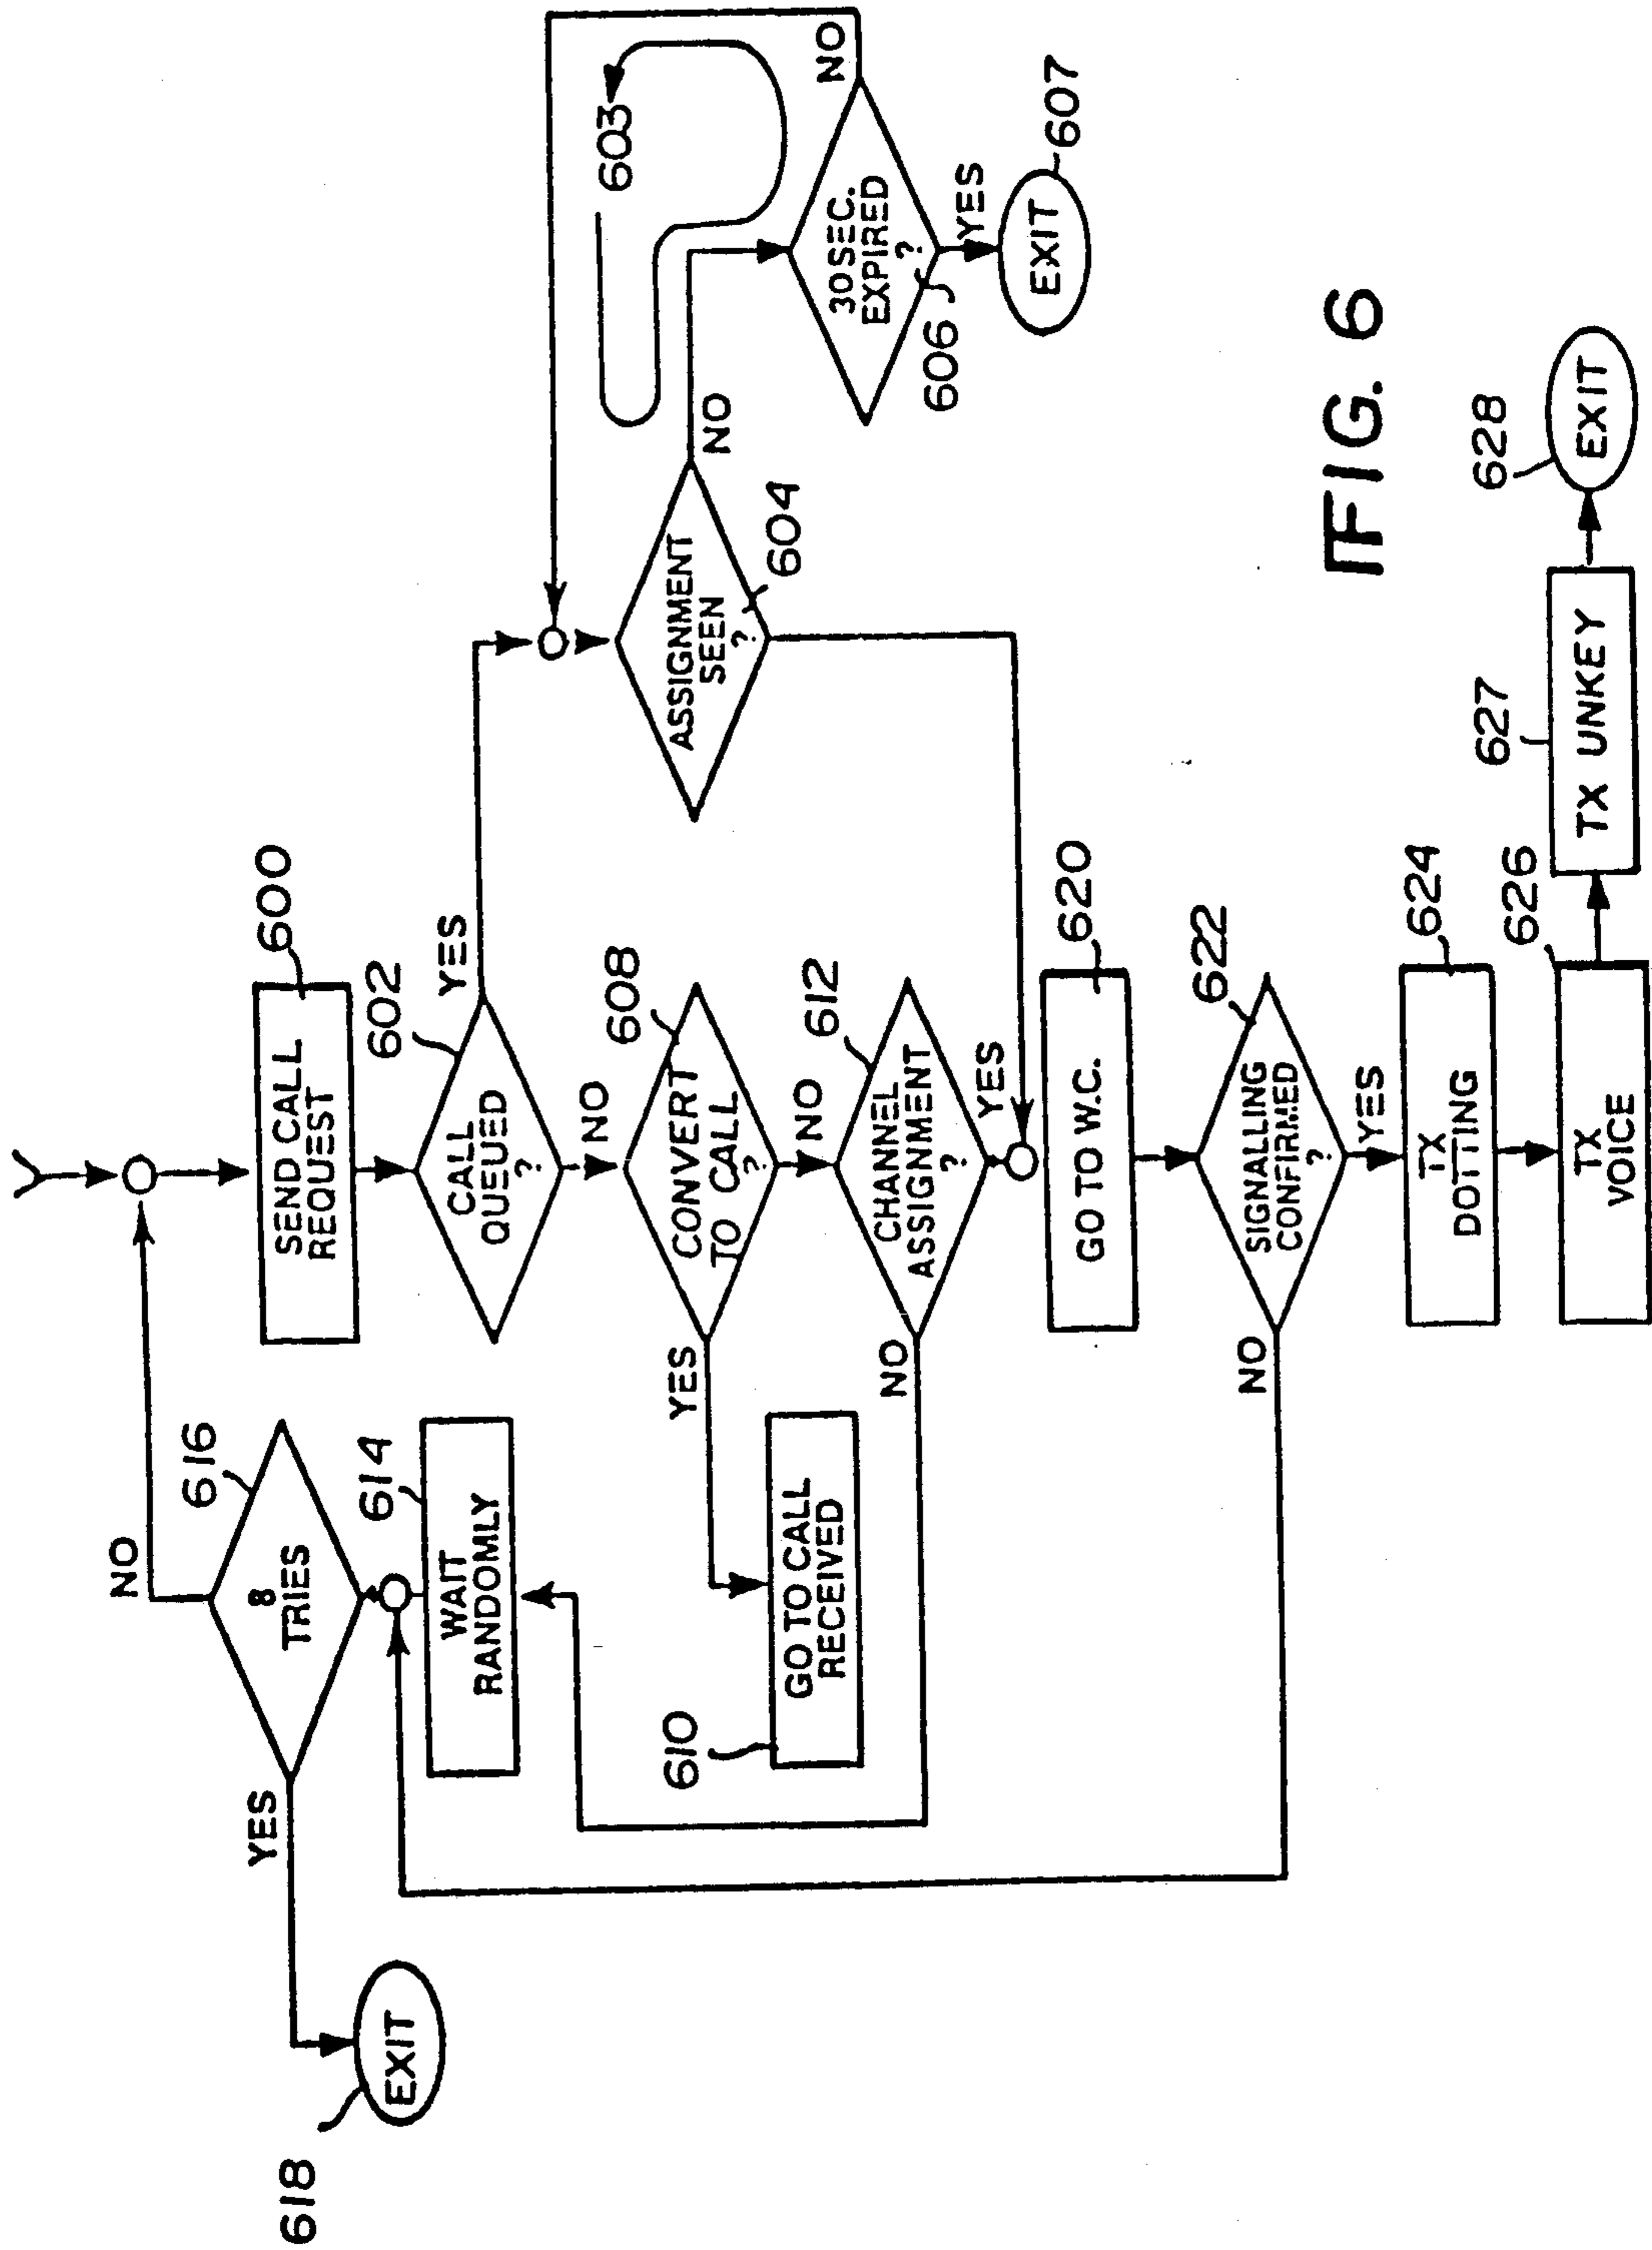 SEND CALL
REQUEST
600
CALL
QUEUED
?
602
YES
NO
603
ASSIGNMENT
SEEN
?
604
NO
30SEC.
EXPIRED
?
606
NO
YES
EXIT
607
CONVERT
TO CALL
?
608
YES
NO
GO TO CALL
RECEIVED
610
CHANNEL
ASSIGNMENT
?
612
NO
YES
WAIT
RANDOMLY
614
8
TRIES
616
NO
YES
EXIT
618
GO TO W.C.
620
SIGNALLING
CONFIRMED
?
622
NO
YES
TX
DOTTING
624
TX
VOICE
626
TX UNKEY
627
EXIT
628
FIG. 6